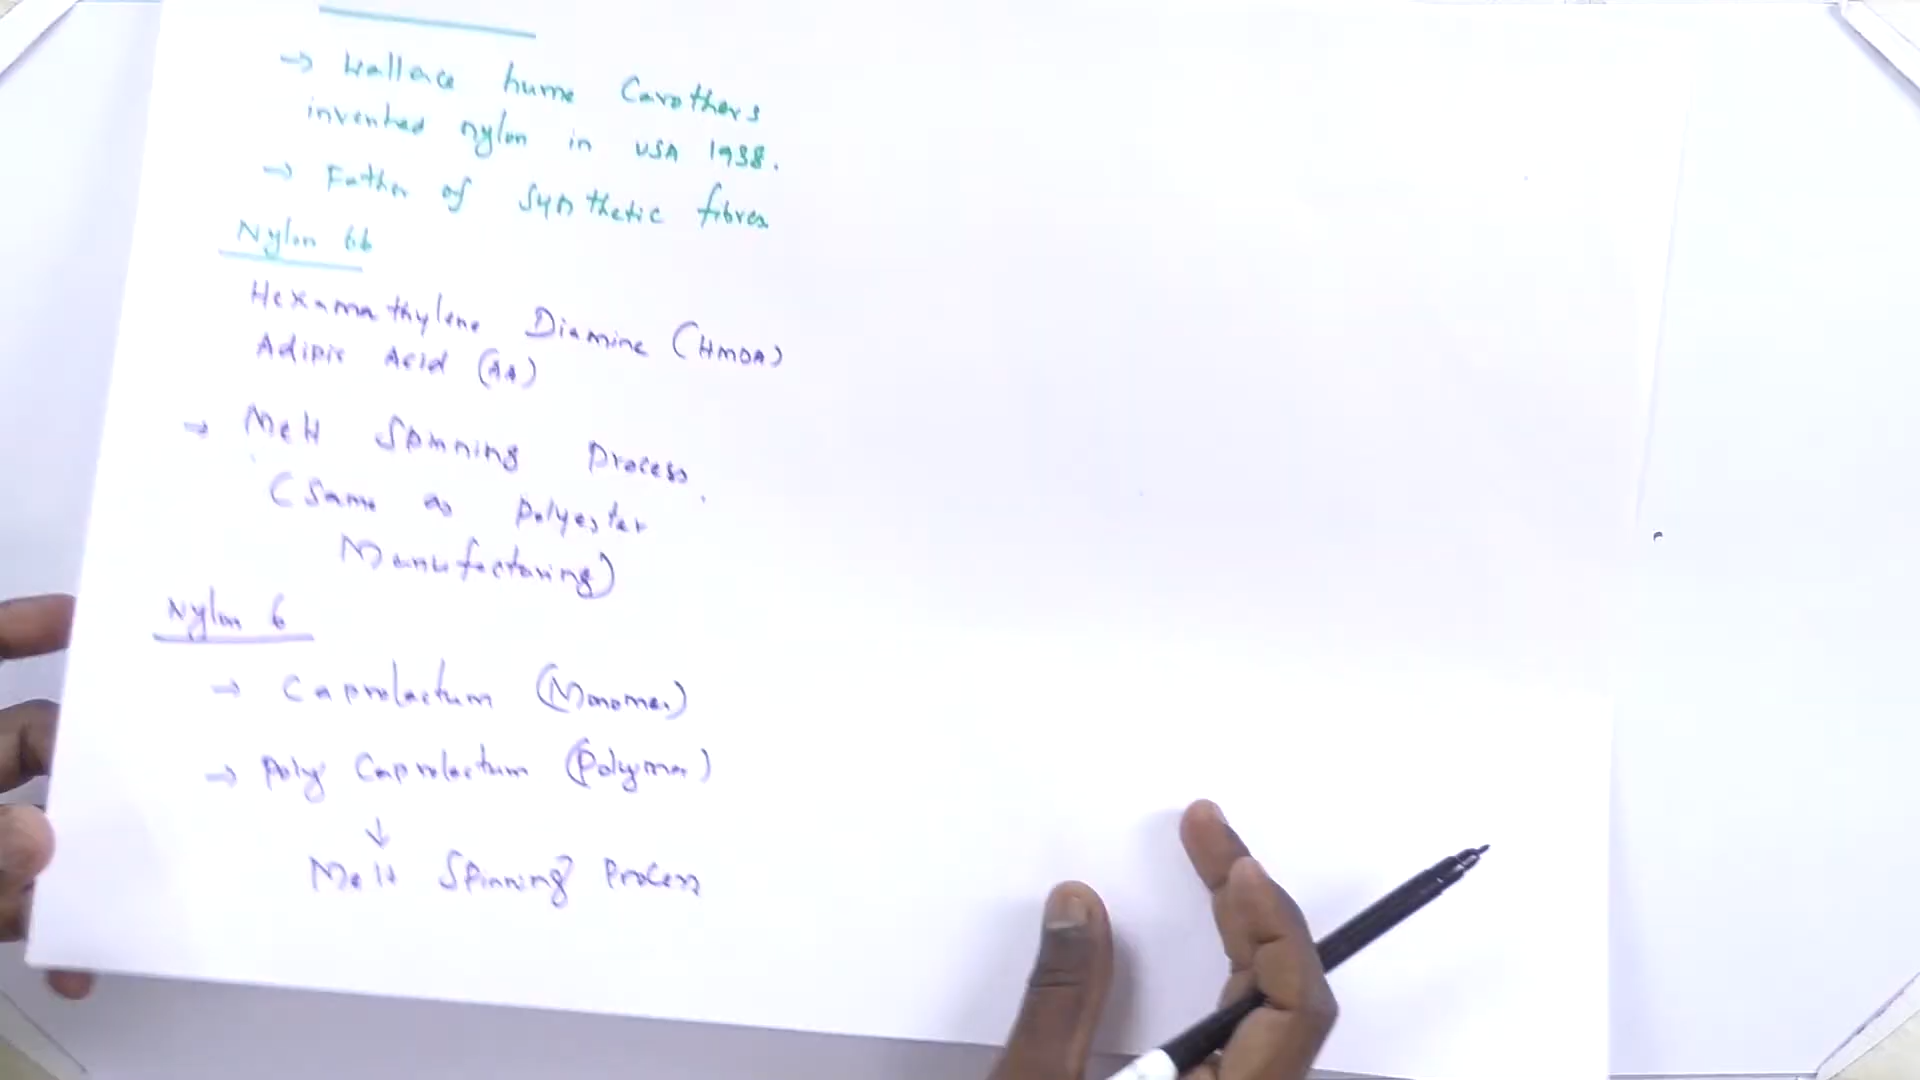 → Wallace hume Carothers
invented nylon in USA 1938.
→ Father of Synthetic fibres
Nylon 66
Hexamathylene Diamine (HMDA)
Adipic Acid (AA)
→ Melt Spinning Process.
(Same as polyester
Manufacturing)
Nylon 6
→ Caprolactum (Monomer)
→ Poly Caprolactum (Polymer)
↓
Melt Spinning Process